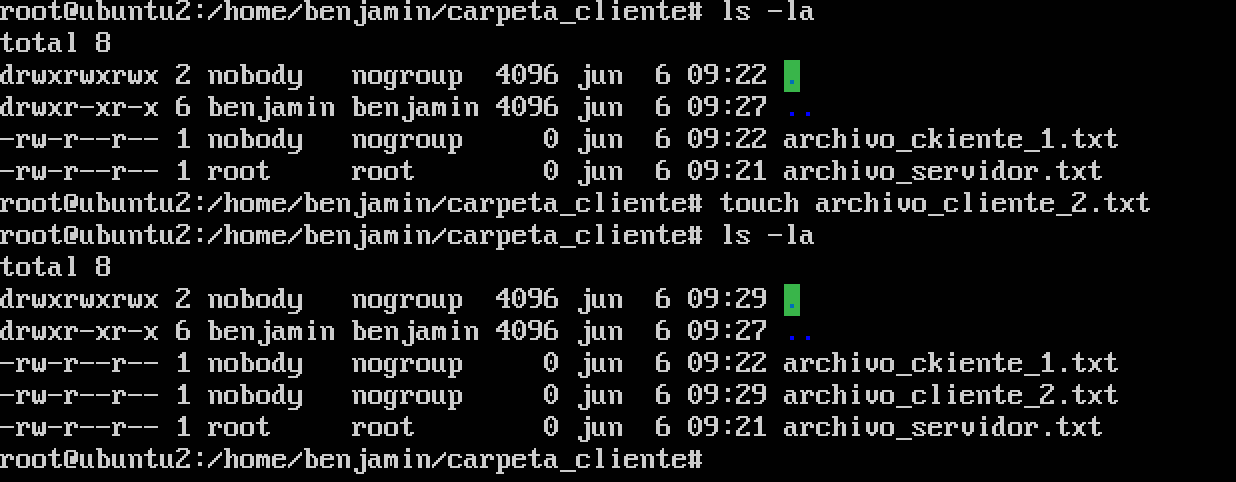 root@ubuntu2:/home/benjamin/carpeta_cliente# ls -la
total 8
drwxrwxrwx 2 nobody   nogroup  4096 jun  6 09:22 .
drwxr-xr-x 6 benjamin benjamin 4096 jun  6 09:27 ..
-rw-r--r-- 1 nobody   nogroup     0 jun  6 09:22 archivo_ckiente_1.txt
-rw-r--r-- 1 root     root        0 jun  6 09:21 archivo_servidor.txt
root@ubuntu2:/home/benjamin/carpeta_cliente# touch archivo_cliente_2.txt
root@ubuntu2:/home/benjamin/carpeta_cliente# ls -la
total 8
drwxrwxrwx 2 nobody   nogroup  4096 jun  6 09:29 .
drwxr-xr-x 6 benjamin benjamin 4096 jun  6 09:27 ..
-rw-r--r-- 1 nobody   nogroup     0 jun  6 09:22 archivo_ckiente_1.txt
-rw-r--r-- 1 nobody   nogroup     0 jun  6 09:29 archivo_cliente_2.txt
-rw-r--r-- 1 root     root        0 jun  6 09:21 archivo_servidor.txt
root@ubuntu2:/home/benjamin/carpeta_cliente#